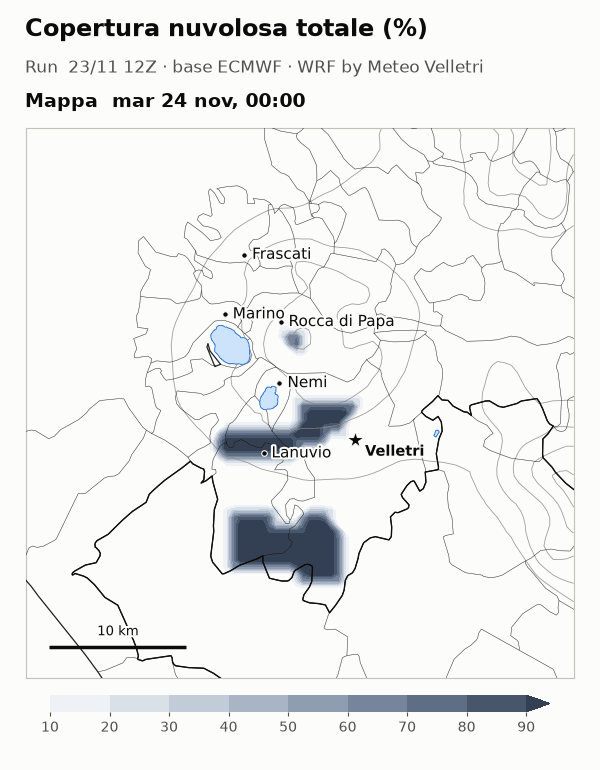 Copertura nuvolosa totale (%)
Run  23/11 12Z · base ECMWF · WRF by Meteo Velletri
Mappa  mar 24 nov, 00:00
Frascati
Marino
Rocca di Papa
Nemi
Velletri
Lanuvio
10 km
10 20 30 40 50 60 70 80 90